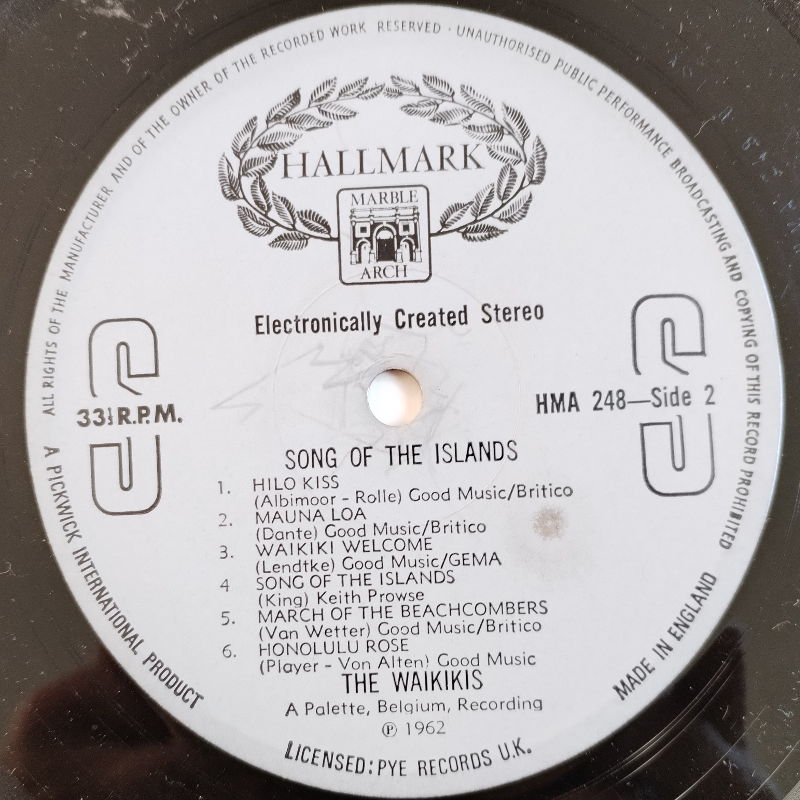 ALL RIGHTS OF THE MANUFACTURER AND OF THE OWNER OF THE RECORDED WORK RESERVED · UNAUTHORISED PUBLIC PERFORMANCE BROADCASTING AND COPYING OF THIS RECORD PROHIBITED
HALLMARK
MARBLE
ARCH
Electronically Created Stereo
33⅓ R.P.M.
HMA 248—Side 2
SONG OF THE ISLANDS
1. HILO KISS
(Albimoor - Rolle) Good Music/Britico
2. MAUNA LOA
(Dante) Good Music/Britico
3. WAIKIKI WELCOME
(Lendtke) Good Music/GEMA
4 SONG OF THE ISLANDS
(King) Keith Prowse
5. MARCH OF THE BEACHCOMBERS
(Van Wetter) Good Music/Britico
6. HONOLULU ROSE
(Player - Von Alten) Good Music
THE WAIKIKIS
A Palette, Belgium, Recording
℗ 1962
A PICKWICK INTERNATIONAL PRODUCT
LICENSED: PYE RECORDS U.K.
MADE IN ENGLAND